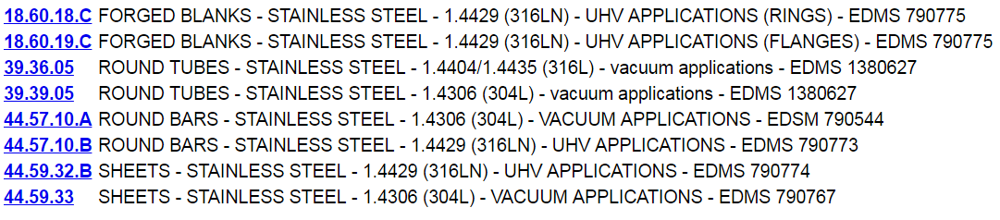 18.60.18.C FORGED BLANKS - STAINLESS STEEL - 1.4429 (316LN) - UHV APPLICATIONS (RINGS) - EDMS 790775
18.60.19.C FORGED BLANKS - STAINLESS STEEL - 1.4429 (316LN) - UHV APPLICATIONS (FLANGES) - EDMS 790775
39.36.05 ROUND TUBES - STAINLESS STEEL - 1.4404/1.4435 (316L) - vacuum applications - EDMS 1380627
39.39.05 ROUND TUBES - STAINLESS STEEL - 1.4306 (304L) - vacuum applications - EDMS 1380627
44.57.10.A ROUND BARS - STAINLESS STEEL - 1.4306 (304L) - VACUUM APPLICATIONS - EDSM 790544
44.57.10.B ROUND BARS - STAINLESS STEEL - 1.4429 (316LN) - UHV APPLICATIONS - EDMS 790773
44.59.32.B SHEETS - STAINLESS STEEL - 1.4429 (316LN) - UHV APPLICATIONS - EDMS 790774
44.59.33 SHEETS - STAINLESS STEEL - 1.4306 (304L) - VACUUM APPLICATIONS - EDMS 790767